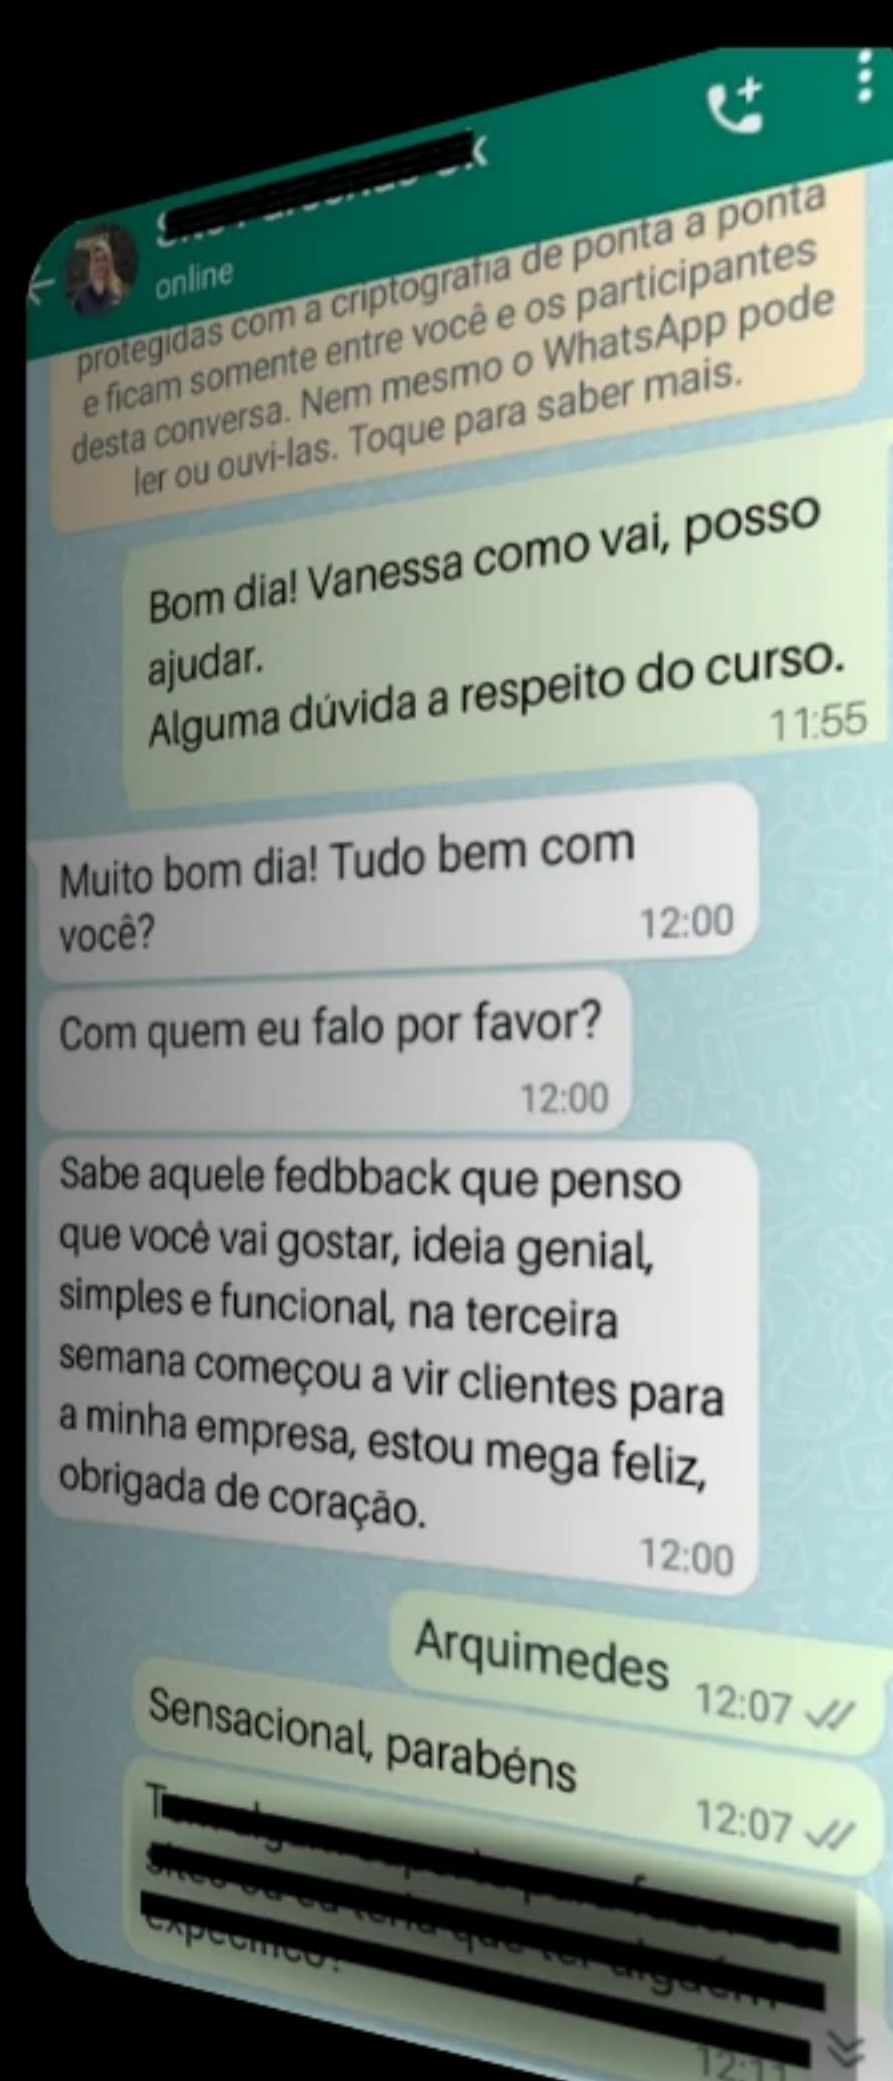 online
protegidas com a criptografia de ponta a ponta
e ficam somente entre você e os participantes
desta conversa. Nem mesmo o WhatsApp pode
ler ou ouvi-las. Toque para saber mais.
Bom dia! Vanessa como vai, posso
ajudar.
Alguma dúvida a respeito do curso.
11:55
Muito bom dia! Tudo bem com
você?
12:00
Com quem eu falo por favor?
12:00
Sabe aquele fedbback que penso
que você vai gostar, ideia genial,
simples e funcional, na terceira
semana começou a vir clientes para
a minha empresa, estou mega feliz,
obrigada de coração.
12:00
Arquimedes
12:07
Sensacional, parabéns
12:07
12:11